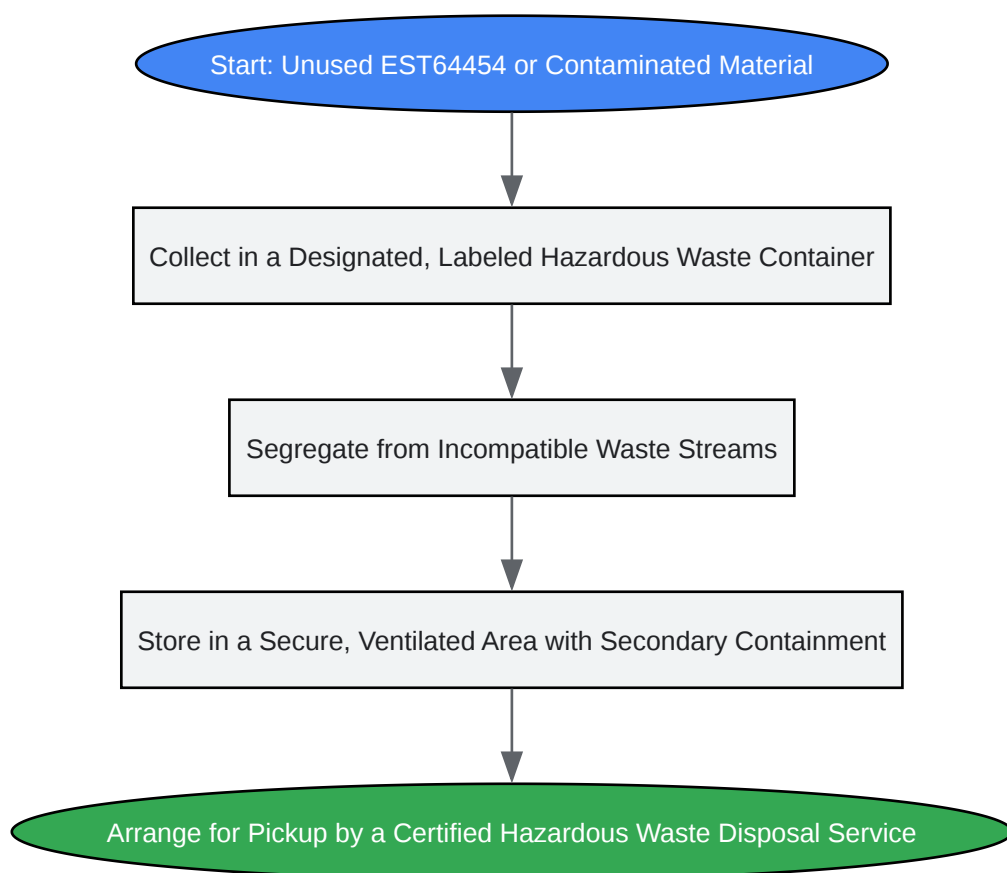 Start: Unused EST64454 or Contaminated Material
Collect in a Designated, Labeled Hazardous Waste Container
Segregate from Incompatible Waste Streams
Store in a Secure, Ventilated Area with Secondary Containment
Arrange for Pickup by a Certified Hazardous Waste Disposal Service